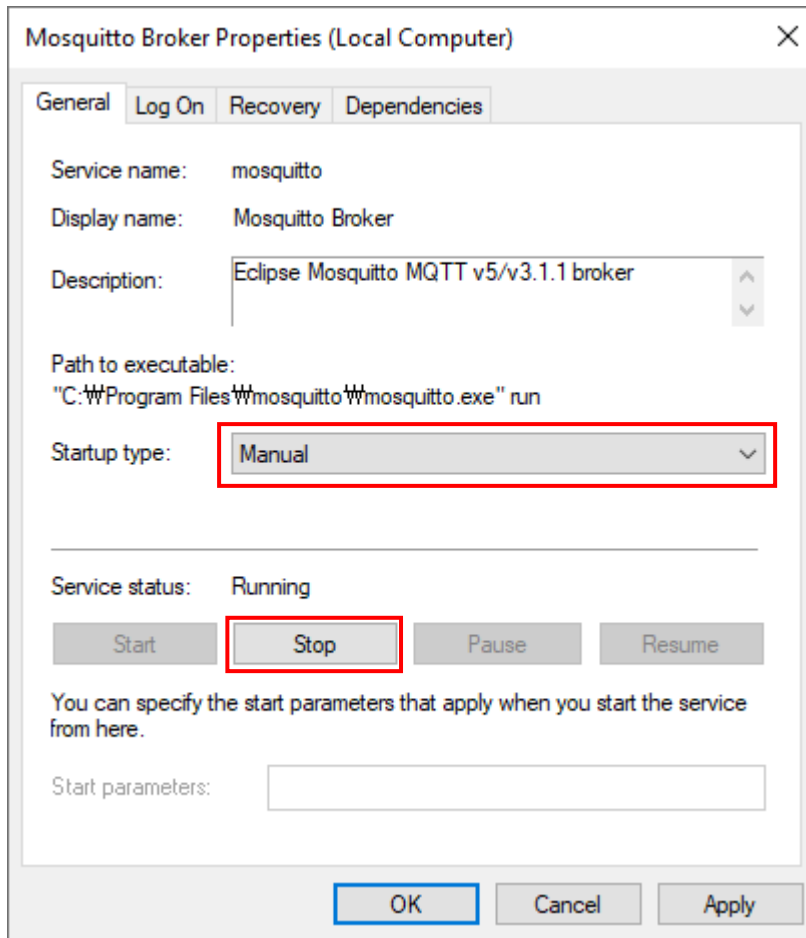 Mosquitto Broker Properties (Local Computer)
General Log On Recovery Dependencies
Service name: mosquitto
Display name: Mosquitto Broker
Description: Eclipse Mosquitto MQTT v5/v3.1.1 broker
Path to executable:
"C:₩Program Files₩mosquitto₩mosquitto.exe" run
Startup type: Manual
Service status: Running
Start Stop Pause Resume
You can specify the start parameters that apply when you start the service
from here.
Start parameters:
OK Cancel Apply